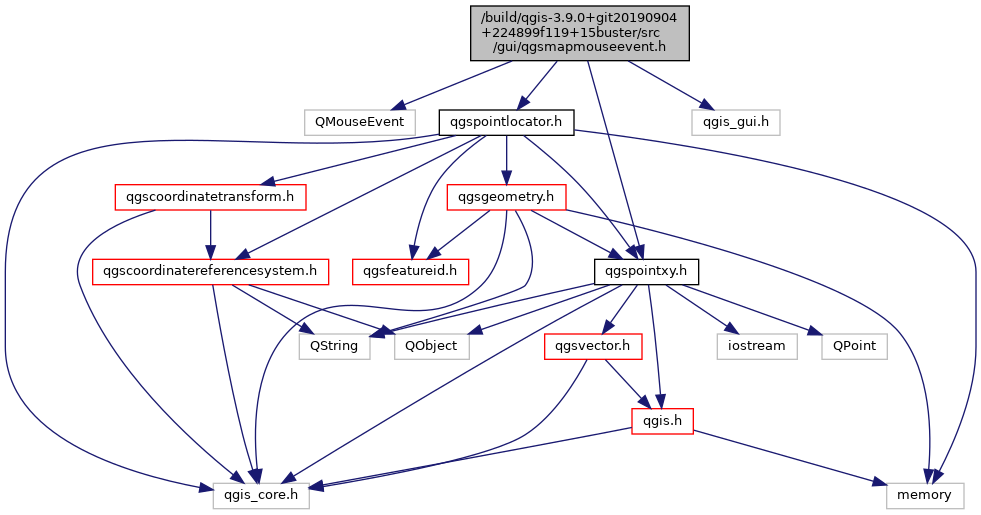 /build/qgis-3.9.0+git20190904
+224899f119+15buster/src
/gui/qgsmapmouseevent.h
QMouseEvent
qgspointlocator.h
qgis_gui.h
qgscoordinatetransform.h
qgsgeometry.h
qgscoordinatereferencesystem.h
qgsfeatureid.h
qgspointxy.h
QString
QObject
qgsvector.h
iostream
QPoint
qgis.h
qgis_core.h
memory